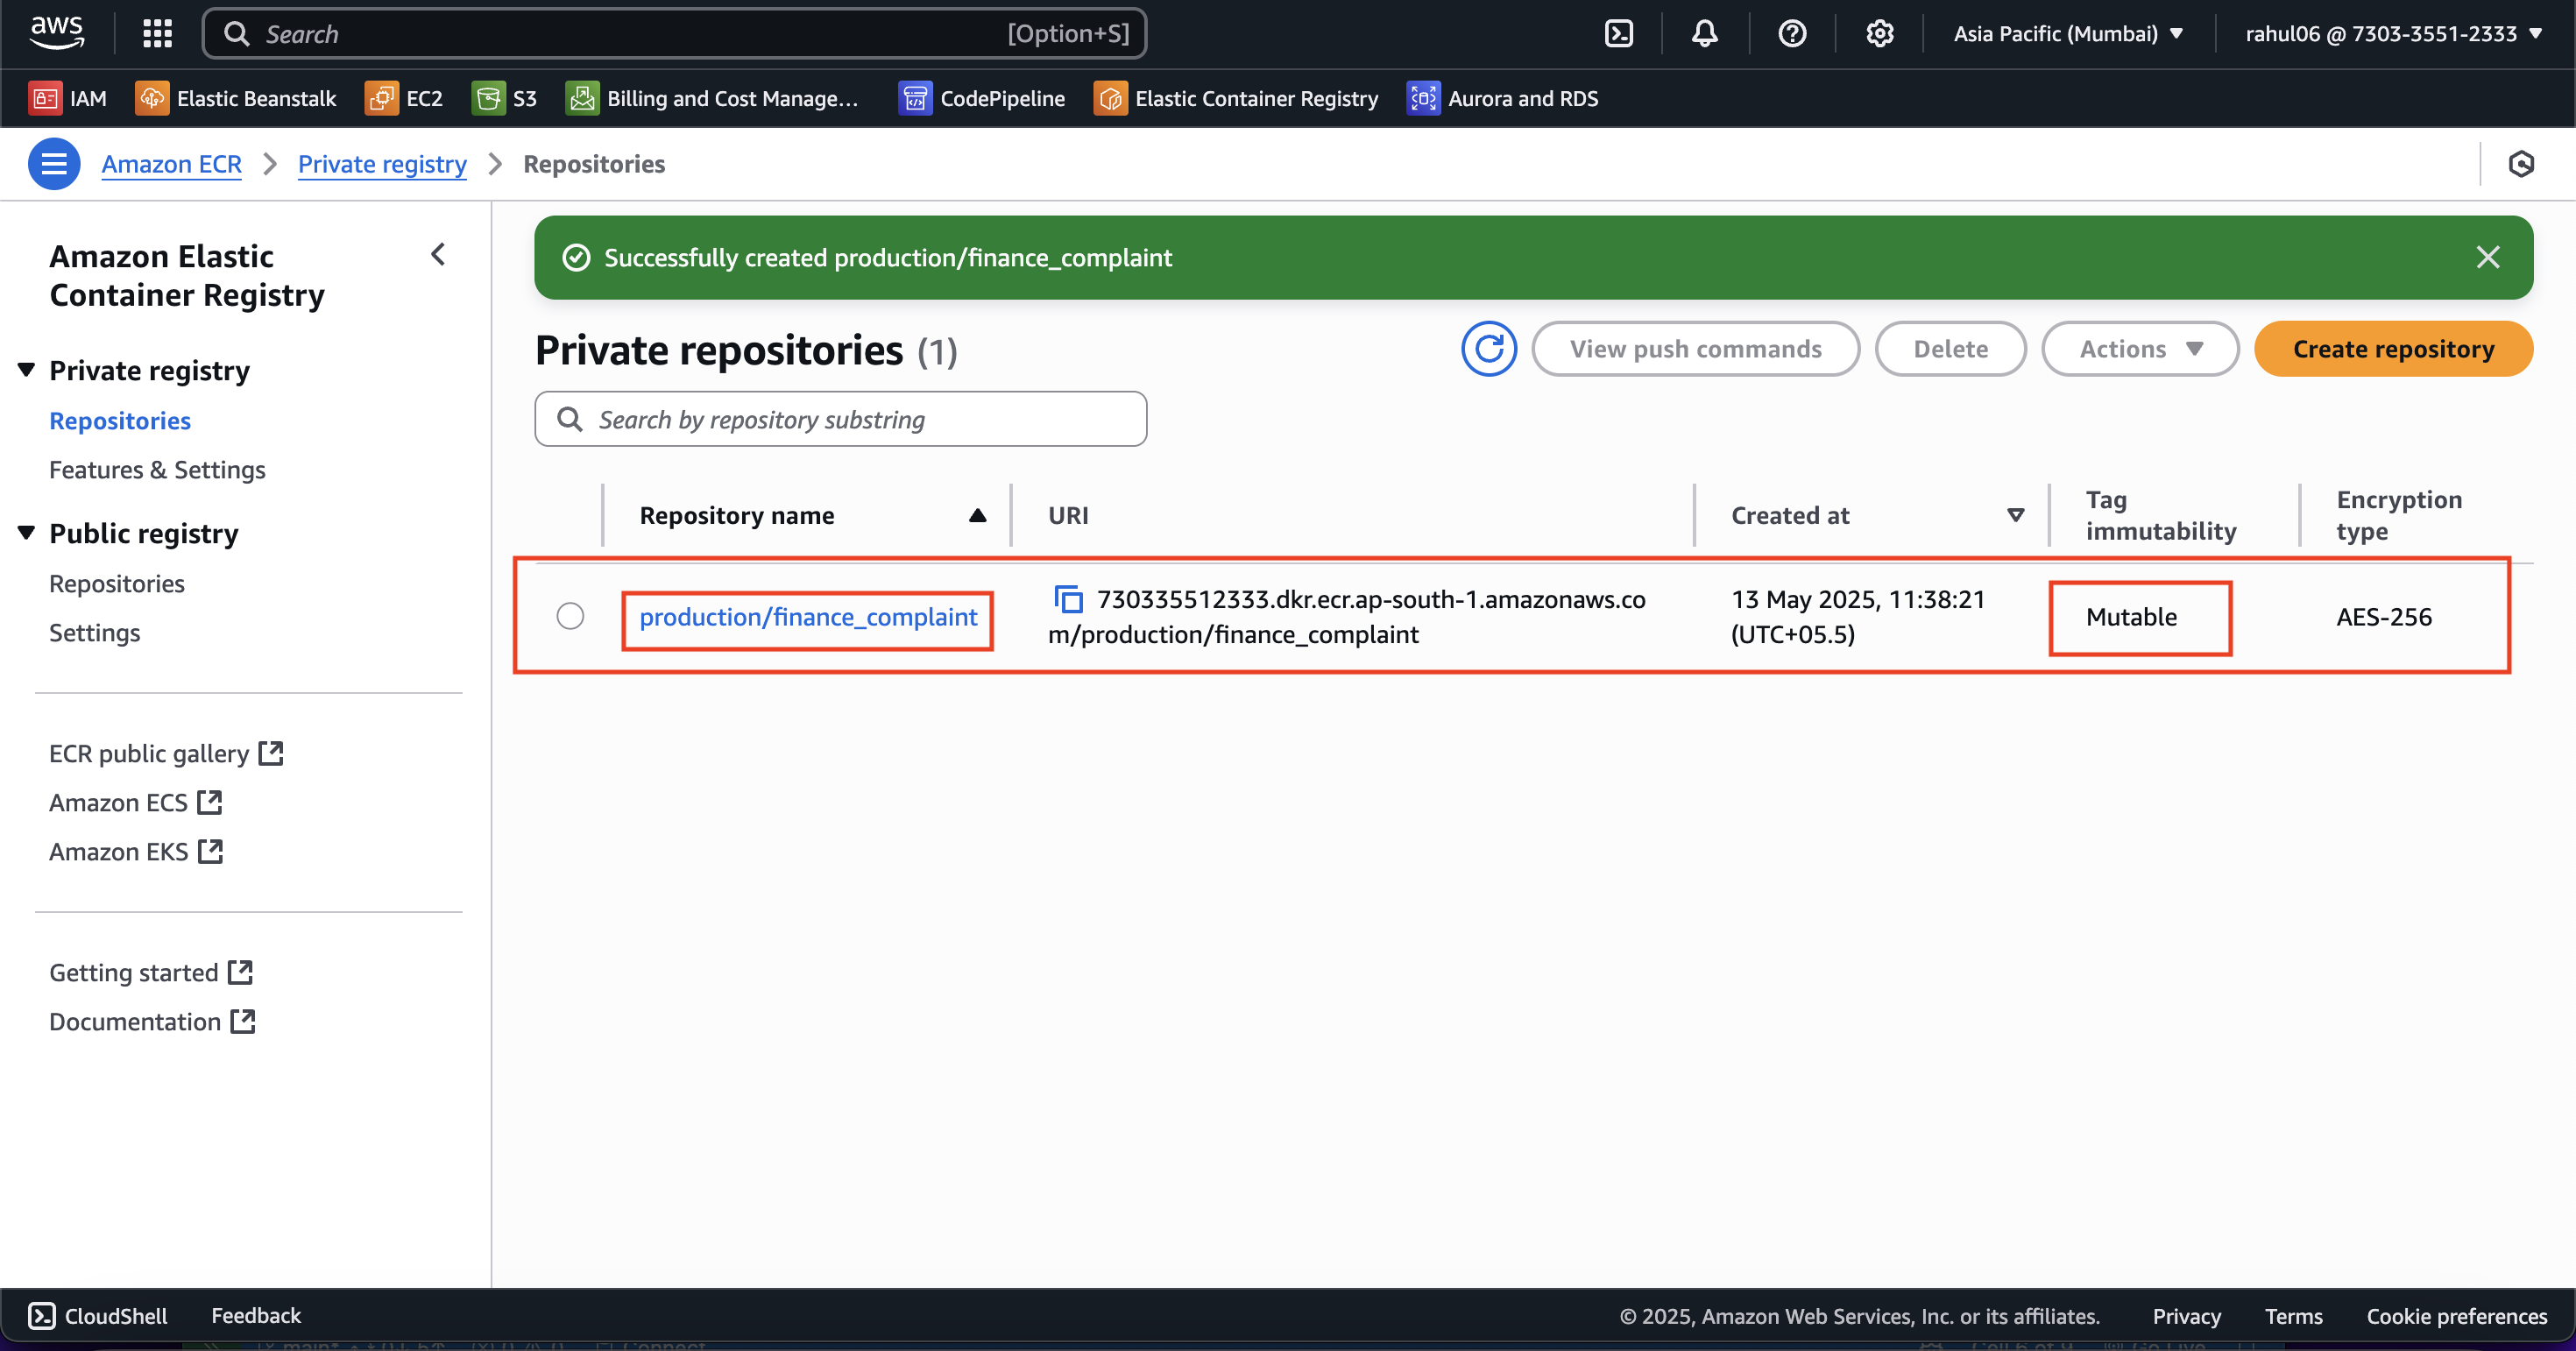 aws
Search
[Option+S]
Asia Pacific (Mumbai)
rahul06 @ 7303-3551-2333
IAM
Elastic Beanstalk
EC2
S3
Billing and Cost Manage…
CodePipeline
Elastic Container Registry
Aurora and RDS
Amazon ECR
Private registry
Repositories
Amazon Elastic
Container Registry
Private registry
Repositories
Features & Settings
Public registry
Repositories
Settings
ECR public gallery
Amazon ECS
Amazon EKS
Getting started
Documentation
Successfully created production/finance_complaint
Private repositories (1)
View push commands
Delete
Actions
Create repository
Search by repository substring
Repository name
URI
Created at
Tag
immutability
Encryption
type
production/finance_complaint
730335512333.dkr.ecr.ap-south-1.amazonaws.co
m/production/finance_complaint
13 May 2025, 11:38:21
(UTC+05.5)
Mutable
AES-256
CloudShell
Feedback
© 2025, Amazon Web Services, Inc. or its affiliates.
Privacy
Terms
Cookie preferences